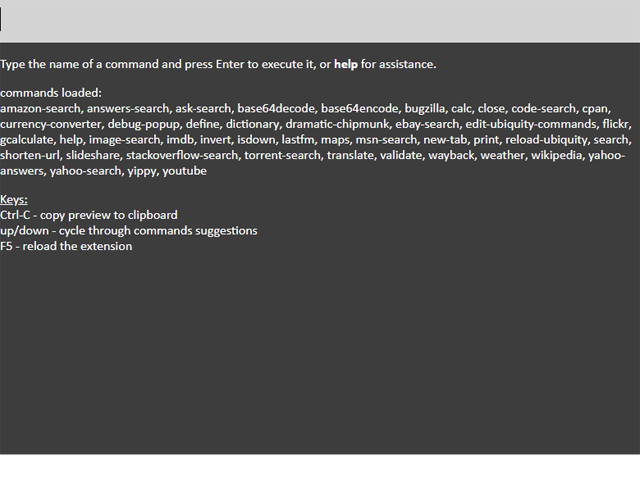 Type the name of a command and press Enter to execute it, or help for assistance.
commands loaded:
amazon-search, answers-search, ask-search, base64decode, base64encode, bugzilla, calc, close, code-search, cpan,
currency-converter, debug-popup, define, dictionary, dramatic-chipmunk, ebay-search, edit-ubiquity-commands, flickr,
gcalculate, help, image-search, imdb, invert, isdown, lastfm, maps, msn-search, new-tab, print, reload-ubiquity, search,
shorten-url, slideshare, stackoverflow-search, torrent-search, translate, validate, wayback, weather, wikipedia, yahoo-
answers, yahoo-search, yippy, youtube
Keys:
Ctrl-C - copy preview to clipboard
up/down - cycle through commands suggestions
F5 - reload the extension